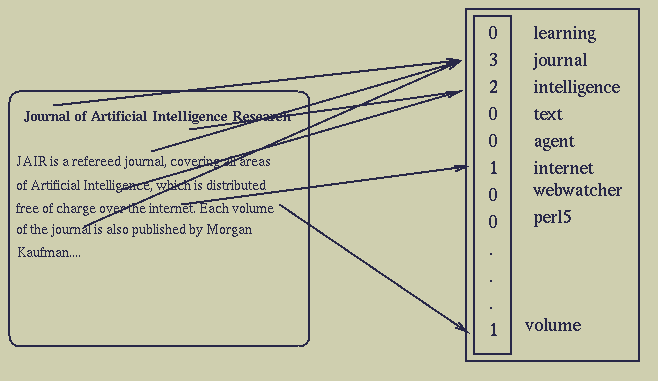 Journal of Artificial Intelligence Research
JAIR is a refereed journal, covering all areas
of Artificial Intelligence, which is distributed
free of charge over the internet. Each volume
of the journal is also published by Morgan
Kaufman....
0 learning
3 journal
2 intelligence
0 text
0 agent
1 internet
0 webwatcher
0 perl5
.
.
.
1 volume